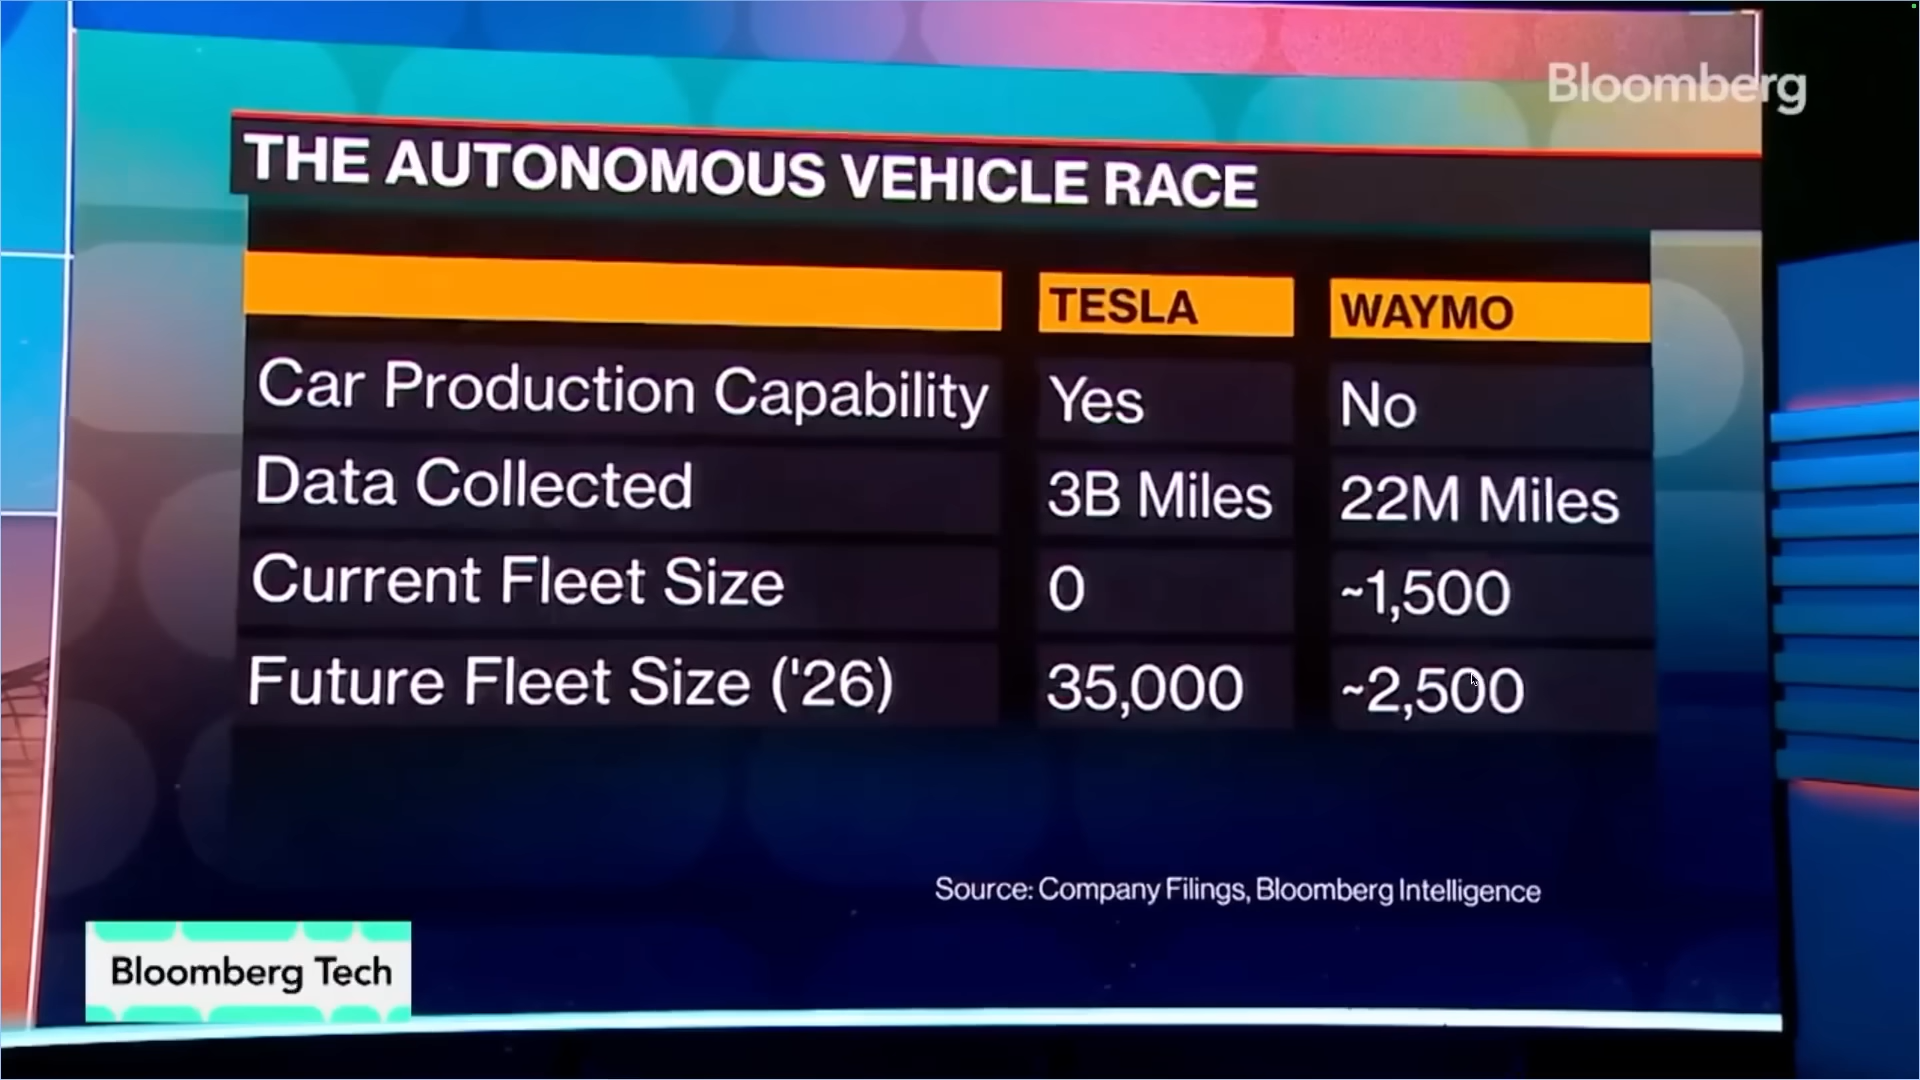 Bloomberg
THE AUTONOMOUS VEHICLE RACE
TESLA WAYMO
Car Production Capability Yes No
Data Collected 3B Miles 22M Miles
Current Fleet Size 0 ~1,500
Future Fleet Size ('26) 35,000 ~2,500
Source: Company Filings, Bloomberg Intelligence
Bloomberg Tech